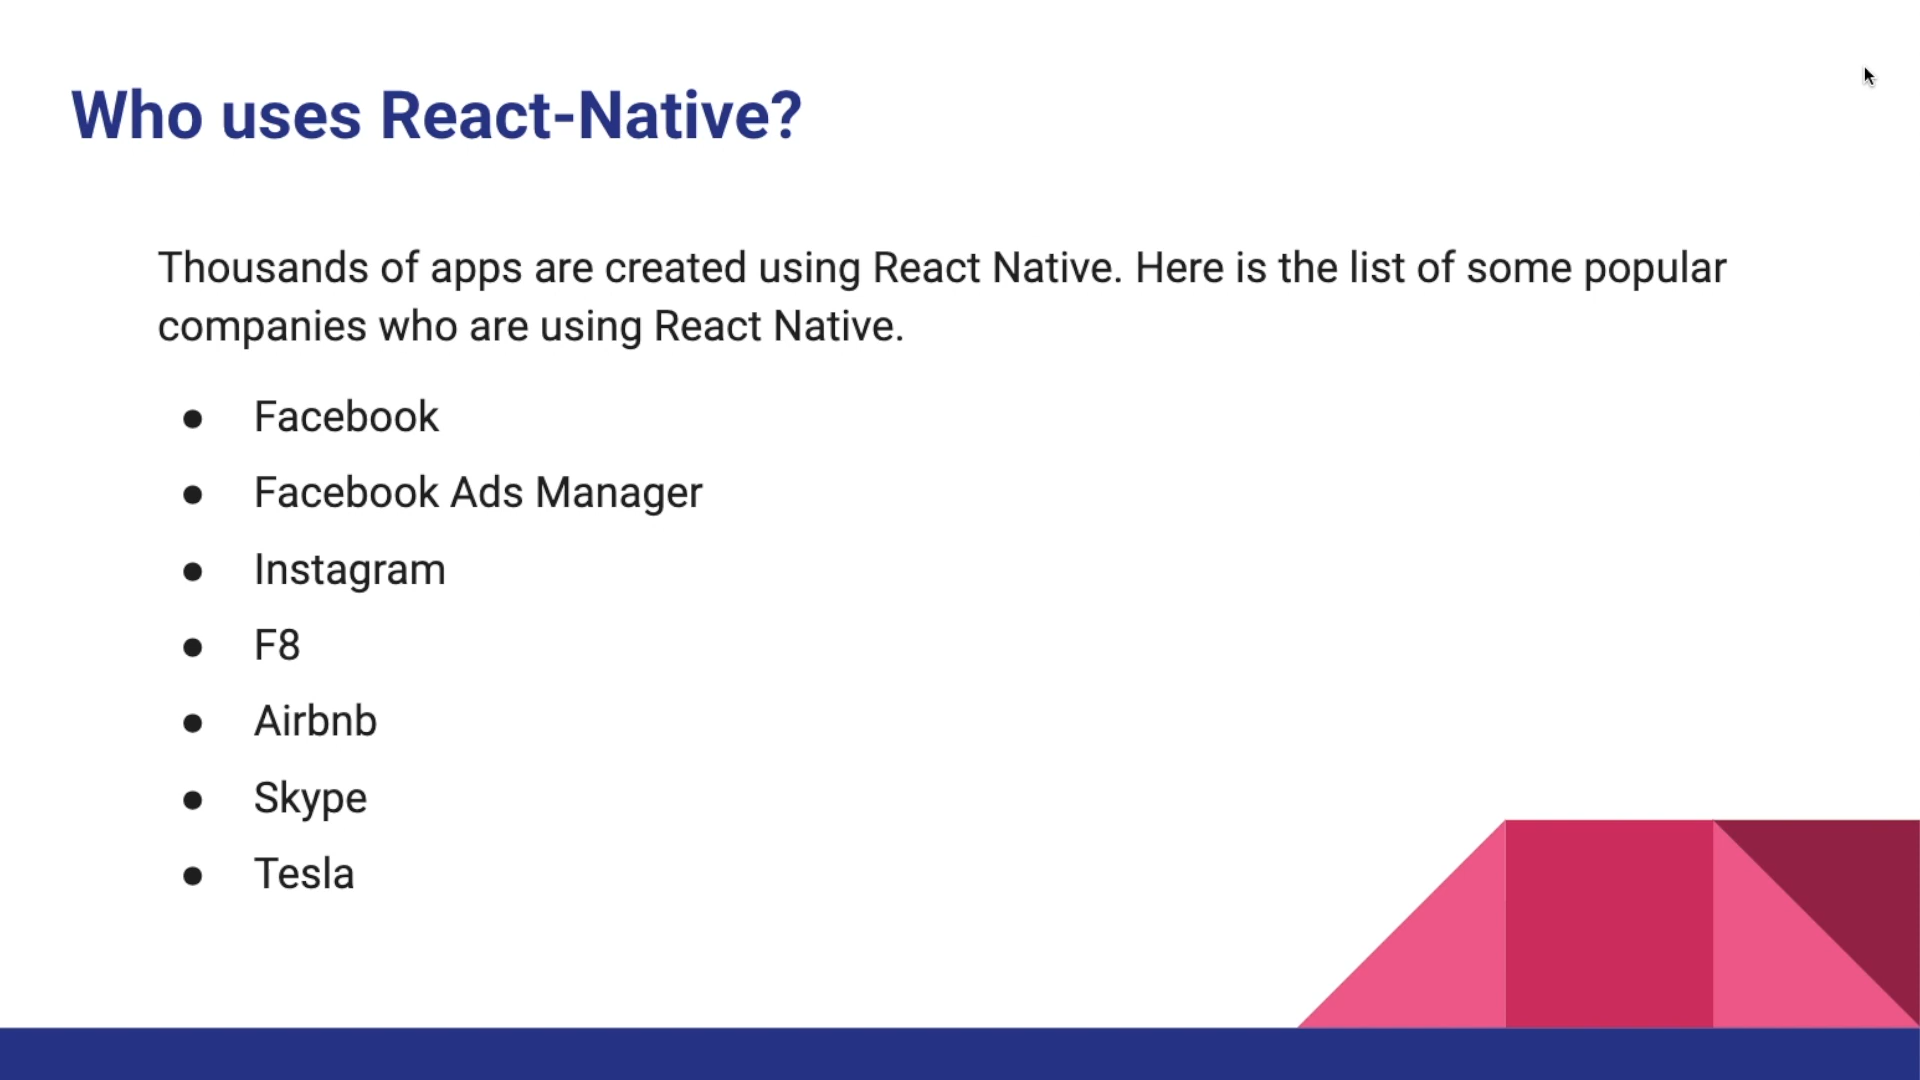 Who uses React-Native?
Thousands of apps are created using React Native. Here is the list of some popular
companies who are using React Native.
● Facebook
● Facebook Ads Manager
● Instagram
● F8
● Airbnb
● Skype
● Tesla